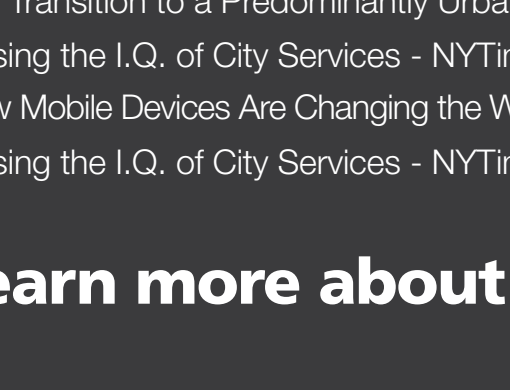 Transition to a Predominantly Urba
sing the I.Q. of City Services - NYTi
w Mobile Devices Are Changing the W
sing the I.Q. of City Services - NYTi
earn more about